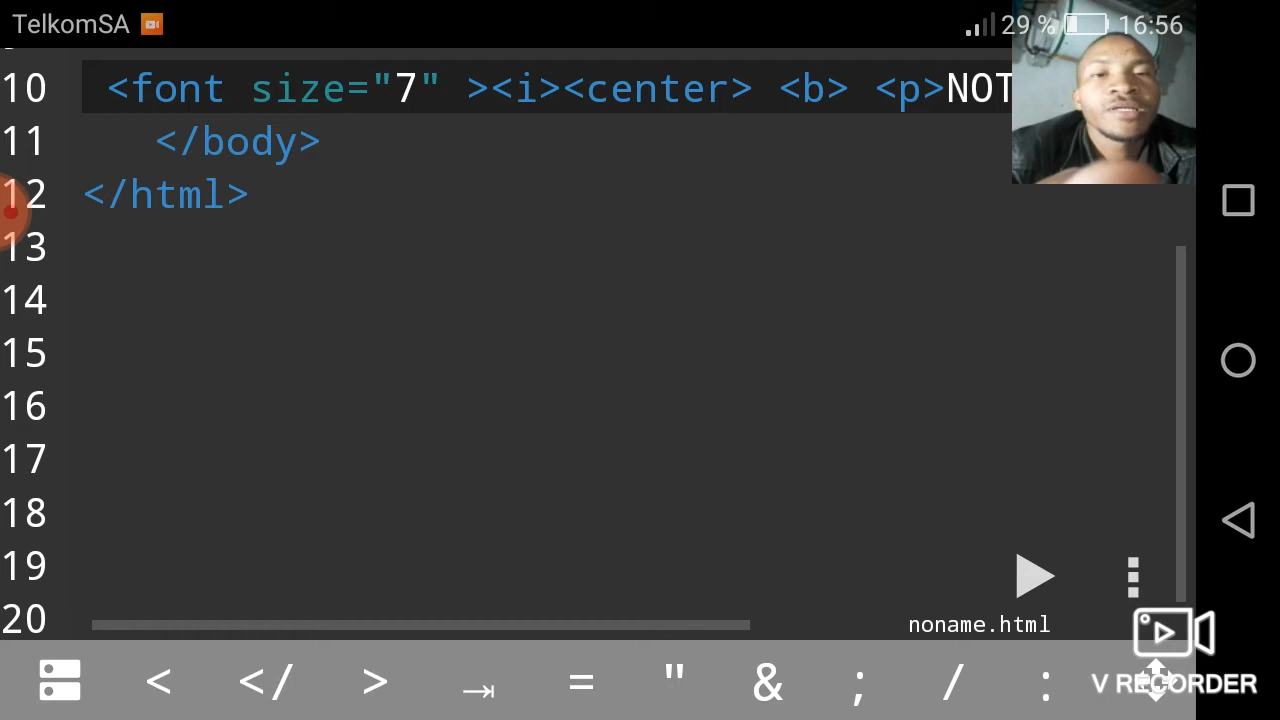 TelkomSA 29 % 16:56
10 <font size="7" ><i><center> <b> <p>NOT
11 </body>
12 </html>
13
14
15
16
17
18
19
20
noname.html
< </ > = " & ; / :
V RECORDER